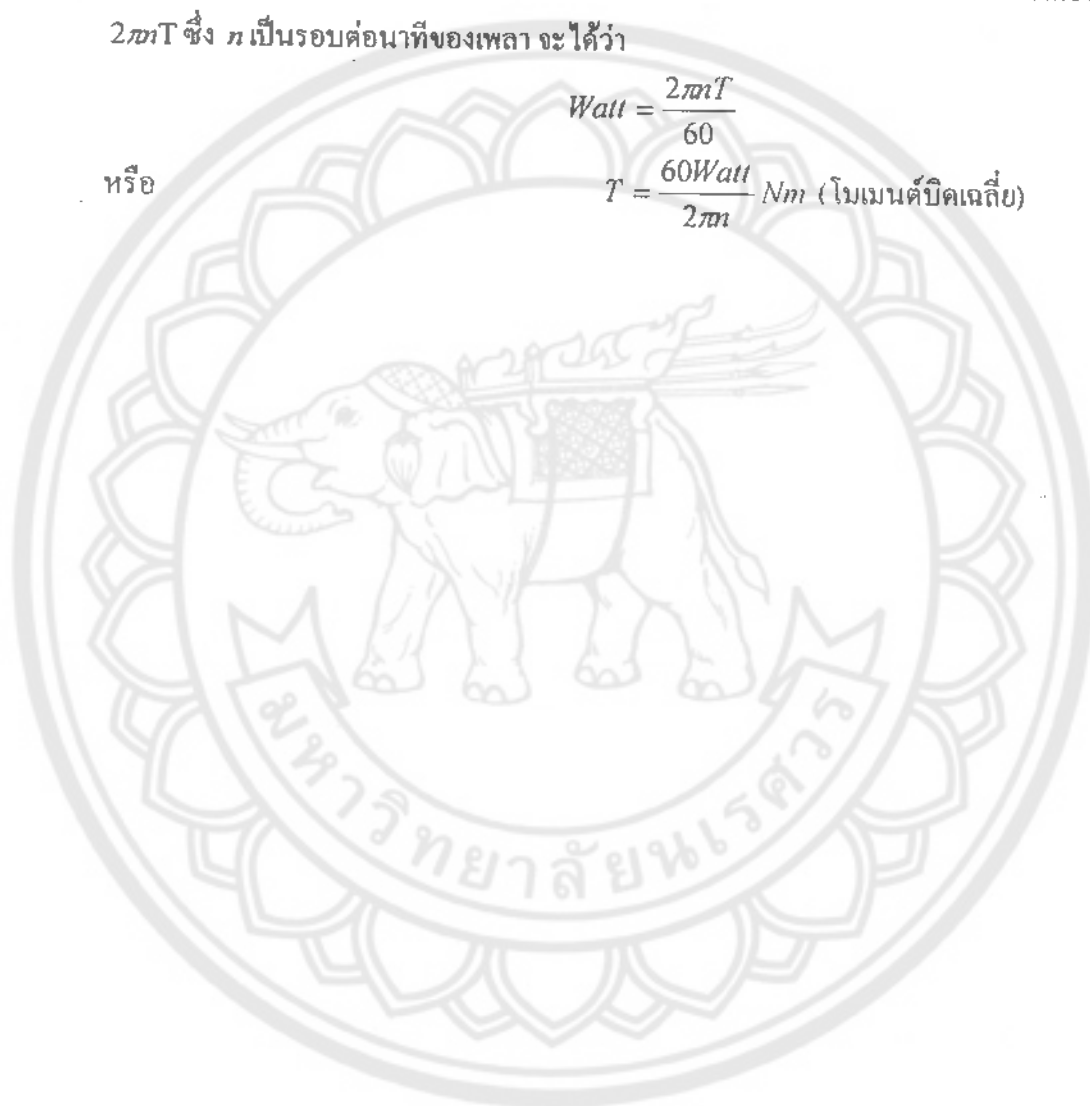 2πnT ซึ่ง n เป็นรอบต่อนาทีของเพลา จะได้ว่า
Watt = \frac{2πnT}{60}
หรือ T = \frac{60Watt}{2πn} Nm (โมเมนต์บิดเฉลี่ย)
มหาวิทยาลัยนเรศวร